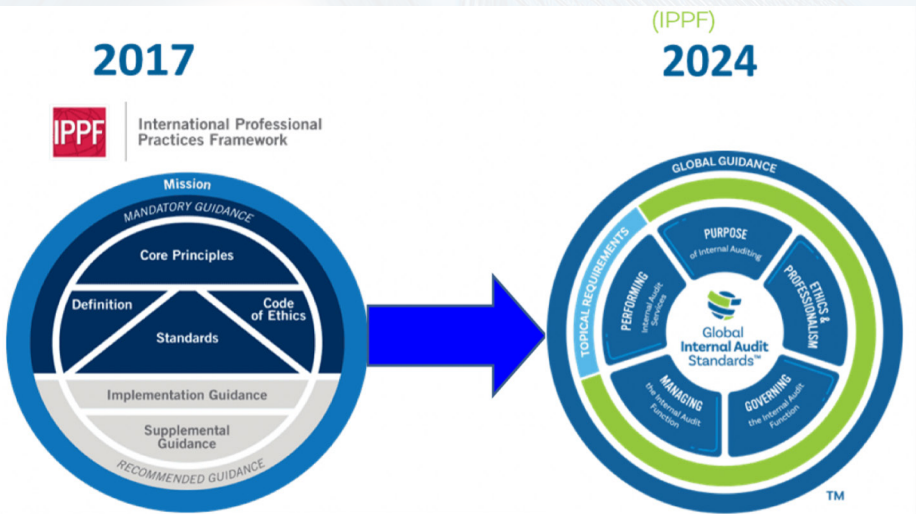 (IPPF)
2017
2024
IPPF
International Professional
Practices Framework
Mission
MANDATORY GUIDANCE
Core Principles
Definition
Code
of Ethics
Standards
Implementation Guidance
Supplemental
Guidance
RECOMMENDED GUIDANCE
GLOBAL GUIDANCE
TOPICAL REQUIREMENTS
PURPOSE
of Internal Auditing
ETHICS &
PROFESSIONALISM
GOVERNING
the Internal Audit
Function
MANAGING
the Internal Audit
Function
PERFORMING
Internal Audit
Services
Global
Internal Audit
Standards™
TM